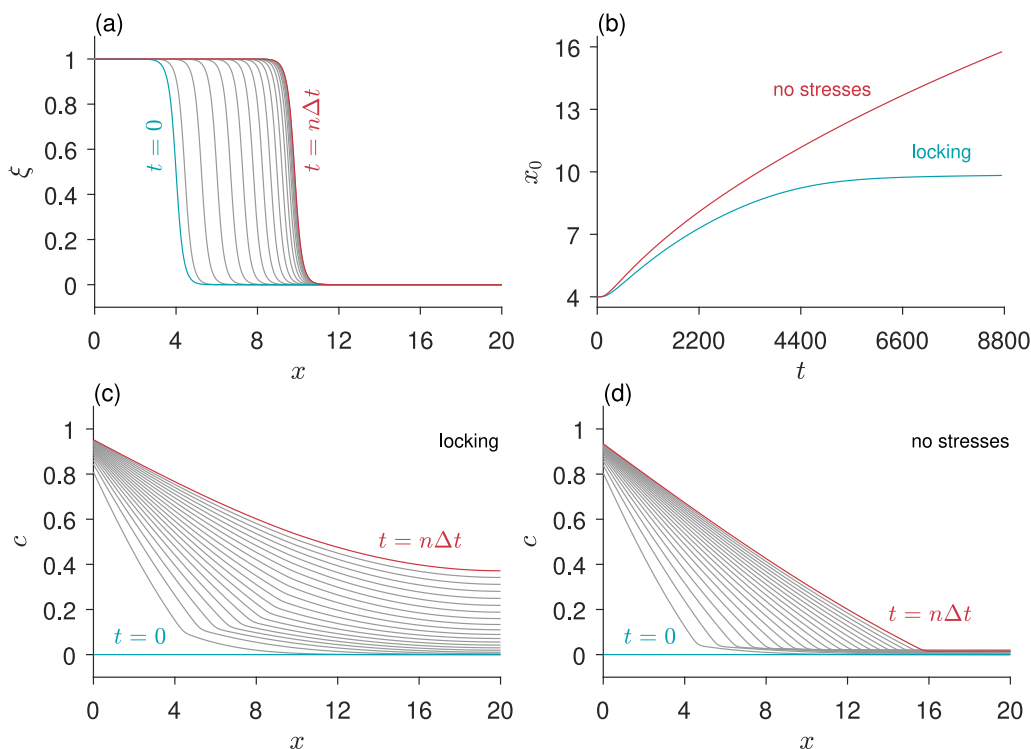 (a)
1
0.8
0.6
0.4
0.2
0
ξ
t = 0
t = nΔt
0 4 8 12 16 20
x
(b)
16
13
10
7
4
x₀
no stresses
locking
0 2200 4400 6600 8800
t
(c)
1
0.8
0.6
0.4
0.2
0
c
locking
t = nΔt
t = 0
0 4 8 12 16 20
x
(d)
1
0.8
0.6
0.4
0.2
0
c
no stresses
t = nΔt
t = 0
0 4 8 12 16 20
x